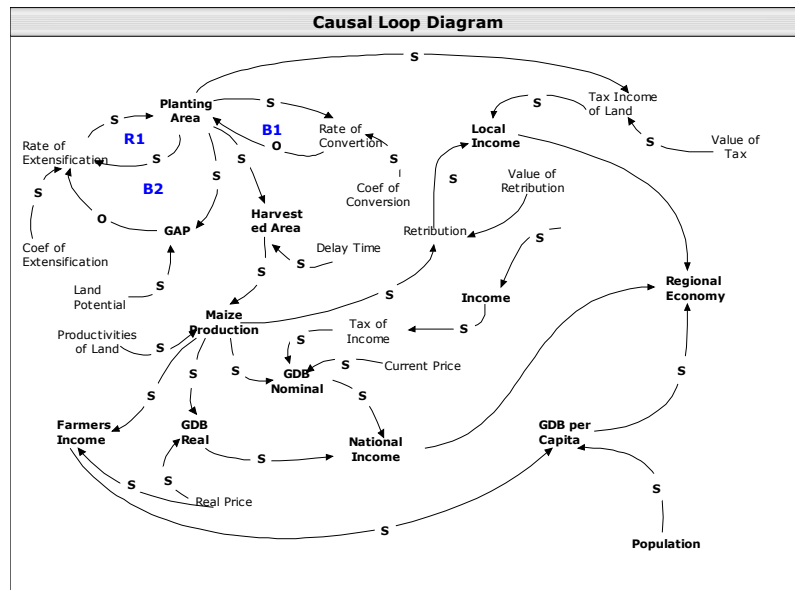 Causal Loop Diagram
S
Planting
Area
S
S
Tax Income
of Land
S
R1
B1
Rate of
Convertion
O
Local
Income
S
Value of
Tax
Rate of
Extensification
S
S
S
Coef of
Conversion
S
S
Value of
Retribution
B2
S
O
GAP
Harvest
ed Area
Retribution
S
Coef of
Extensification
Delay Time
S
S
Land
Potential
S
S
Income
Regional
Economy
Maize
Production
Tax of
Income
S
Productivities
of Land
S
S
S
Current Price
S
S
GDB
Nominal
S
S
S
Farmers
Income
GDB
Real
National
Income
GDB per
Capita
S
S
S
S
Real Price
S
Population